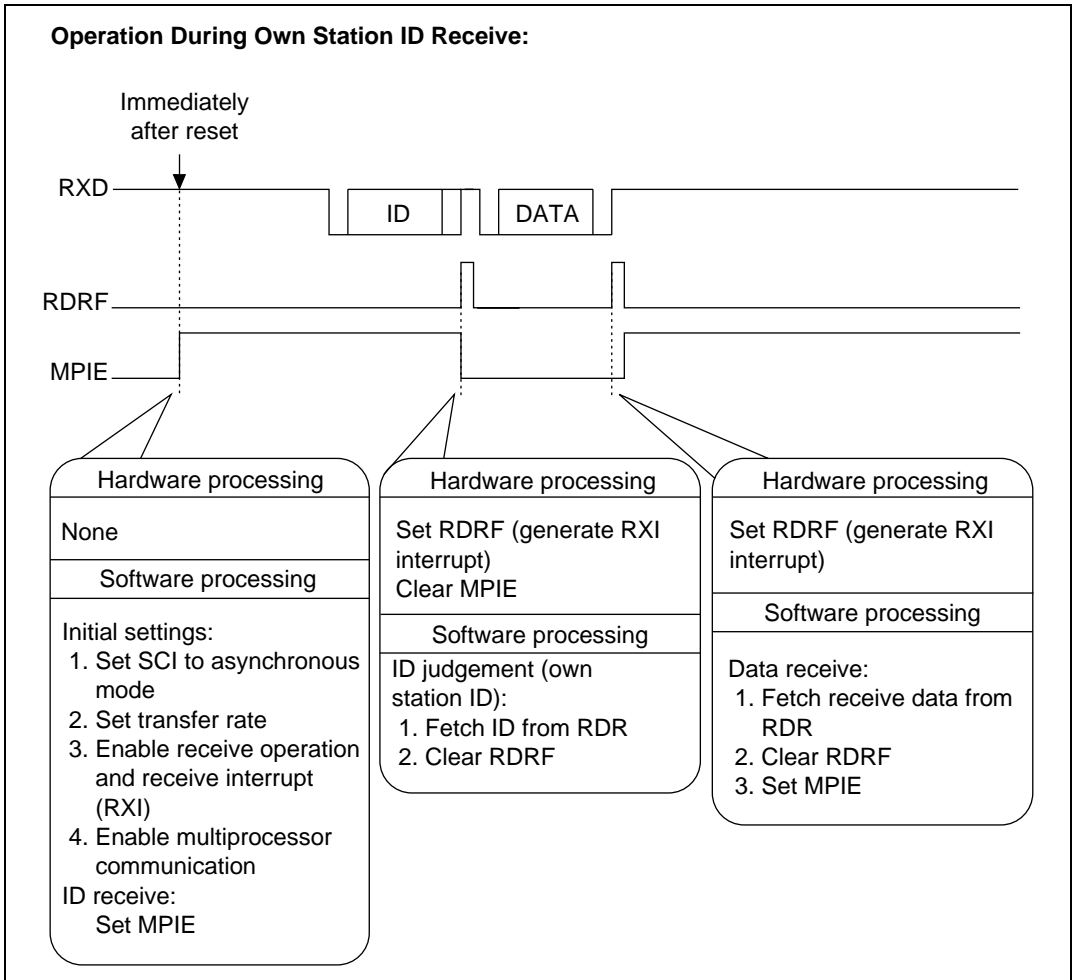 Operation During Own Station ID Receive:
Immediately
after reset
RXD
ID
DATA
RDRF
MPIE
Hardware processing
None
Software processing
Initial settings:
1. Set SCI to asynchronous
mode
2. Set transfer rate
3. Enable receive operation
and receive interrupt
(RXI)
4. Enable multiprocessor
communication
ID receive:
Set MPIE
Hardware processing
Set RDRF (generate RXI
interrupt)
Clear MPIE
Software processing
ID judgement (own
station ID):
1. Fetch ID from RDR
2. Clear RDRF
Hardware processing
Set RDRF (generate RXI
interrupt)
Software processing
Data receive:
1. Fetch receive data from
RDR
2. Clear RDRF
3. Set MPIE